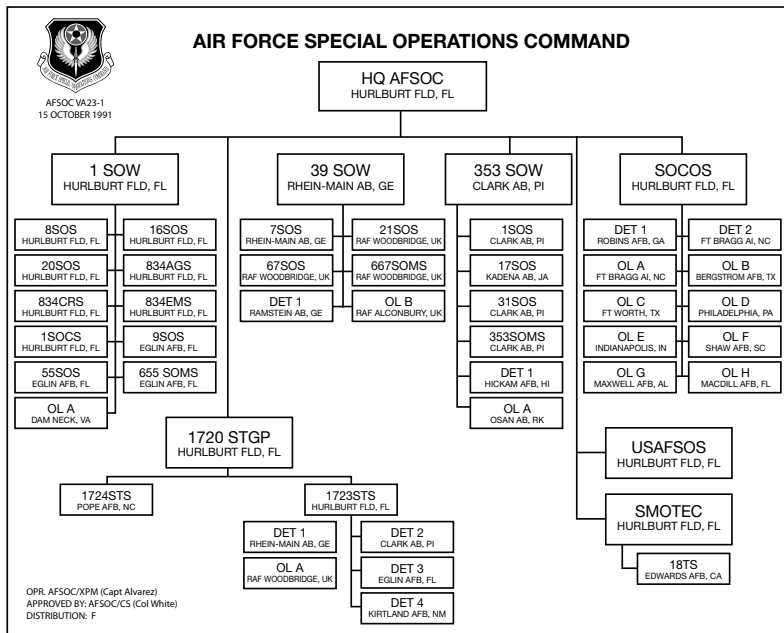 AIR FORCE SPECIAL OPERATIONS COMMAND
AIR FORCE SPECIAL OPERATIONS COMMAND
AFSOC VA23-1
15 OCTOBER 1991
HQ AFSOC
HURLBURT FLD, FL
1 SOW
HURLBURT FLD, FL
39 SOW
RHEIN-MAIN AB, GE
353 SOW
CLARK AB, PI
SOCOS
HURLBURT FLD, FL
8SOS
HURLBURT FLD, FL
16SOS
HURLBURT FLD, FL
20SOS
HURLBURT FLD, FL
834AGS
HURLBURT FLD, FL
834CRS
HURLBURT FLD, FL
834EMS
HURLBURT FLD, FL
1SOCS
HURLBURT FLD, FL
9SOS
EGLIN AFB, FL
55SOS
EGLIN AFB, FL
655 SOMS
EGLIN AFB, FL
OL A
DAM NECK, VA
7SOS
RHEIN-MAIN AB, GE
21SOS
RAF WOODBRIDGE, UK
67SOS
RAF WOODBRIDGE, UK
667SOMS
RAF WOODBRIDGE, UK
DET 1
RAMSTEIN AB, GE
OL B
RAF ALCONBURY, UK
1SOS
CLARK AB, PI
17SOS
KADENA AB, JA
31SOS
CLARK AB, PI
353SOMS
CLARK AB, PI
DET 1
HICKAM AFB, HI
OL A
OSAN AB, RK
DET 1
ROBINS AFB, GA
DET 2
FT BRAGG AI, NC
OL A
FT BRAGG AI, NC
OL B
BERGSTROM AFB, TX
OL C
FT WORTH, TX
OL D
PHILADELPHIA, PA
OL E
INDIANAPOLIS, IN
OL F
SHAW AFB, SC
OL G
MAXWELL AFB, AL
OL H
MACDILL AFB, FL
1720 STGP
HURLBURT FLD, FL
1724STS
POPE AFB, NC
1723STS
HURLBURT FLD, FL
DET 1
RHEIN-MAIN AB, GE
DET 2
CLARK AB, PI
OL A
RAF WOODBRIDGE, UK
DET 3
EGLIN AFB, FL
DET 4
KIRTLAND AFB, NM
USAFSOS
HURLBURT FLD, FL
SMOTEC
HURLBURT FLD, FL
18TS
EDWARDS AFB, CA
OPR. AFSOC/XPM (Capt Alvarez)
APPROVED BY: AFSOC/CS (Col White)
DISTRIBUTION: F